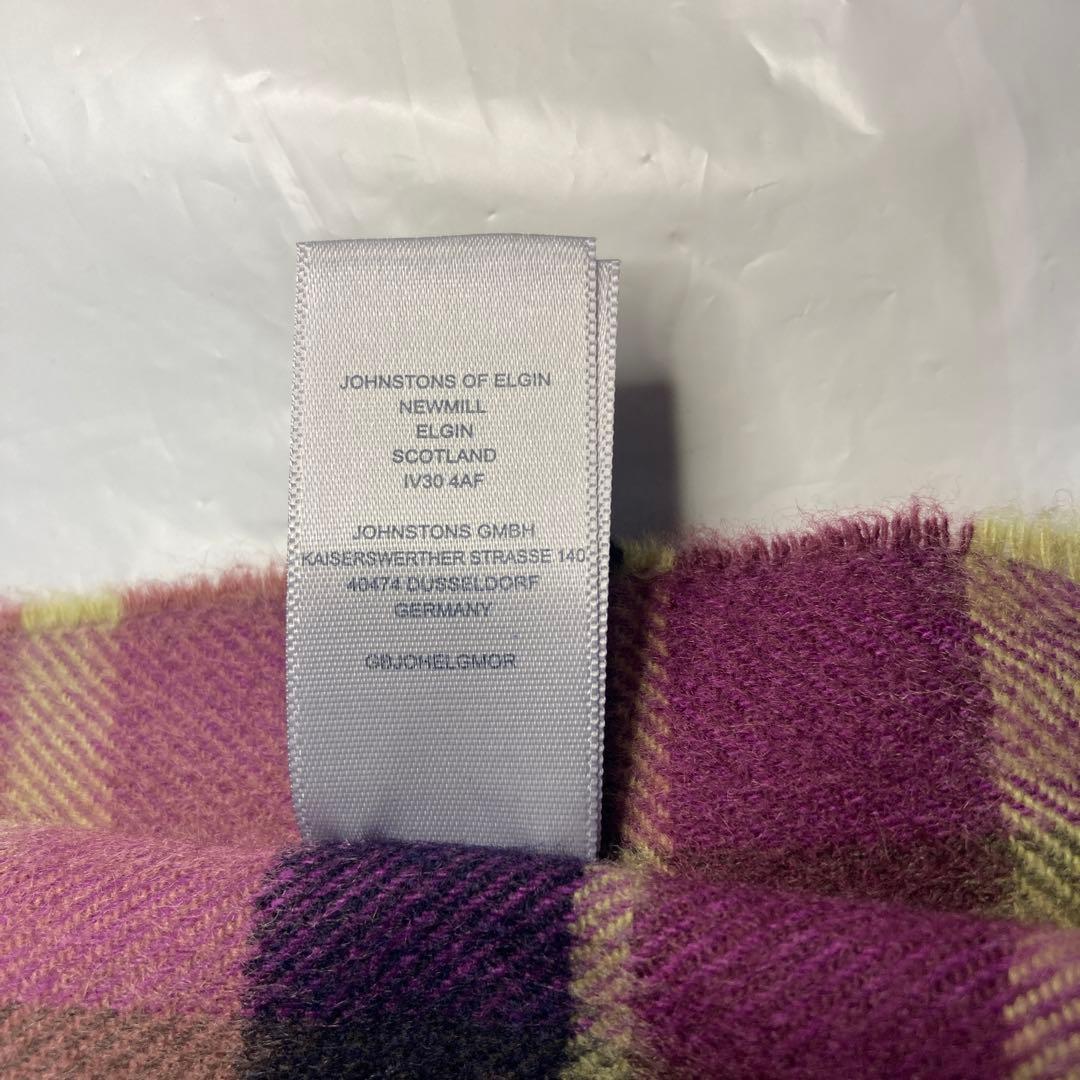 JOHNSTONS OF ELGIN
NEWMILL
ELGIN
SCOTLAND
IV30 4AF
JOHNSTONS GMBH
KAISERSWERTHER STRASSE 140
40474 DUSSELDORF
GERMANY
GBJOHELGMOR